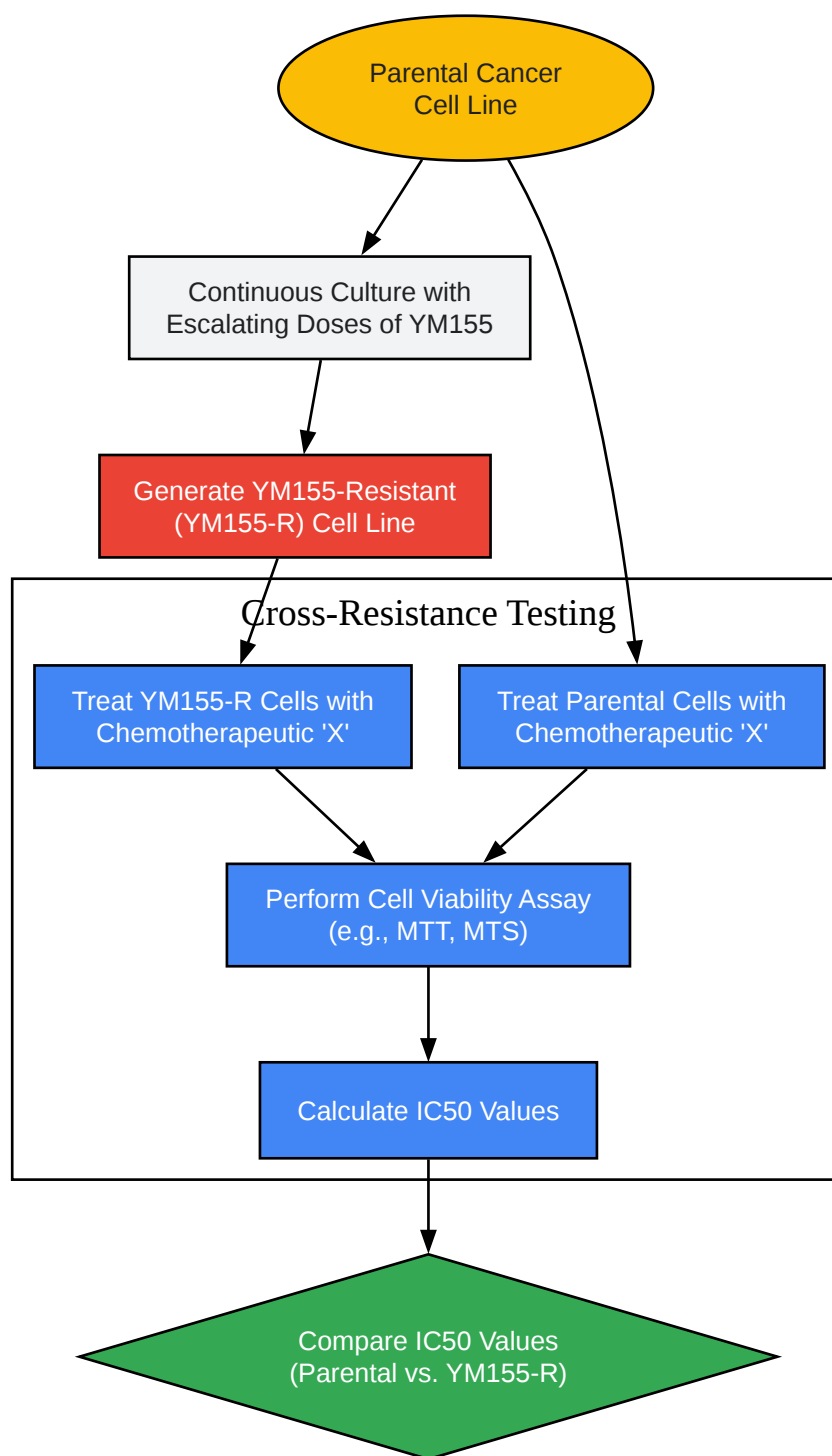 Parental Cancer
Cell Line
Continuous Culture with
Escalating Doses of YM155
Generate YM155-Resistant
(YM155-R) Cell Line
Cross-Resistance Testing
Treat YM155-R Cells with
Chemotherapeutic 'X'
Treat Parental Cells with
Chemotherapeutic 'X'
Perform Cell Viability Assay
(e.g., MTT, MTS)
Calculate IC50 Values
Compare IC50 Values
(Parental vs. YM155-R)